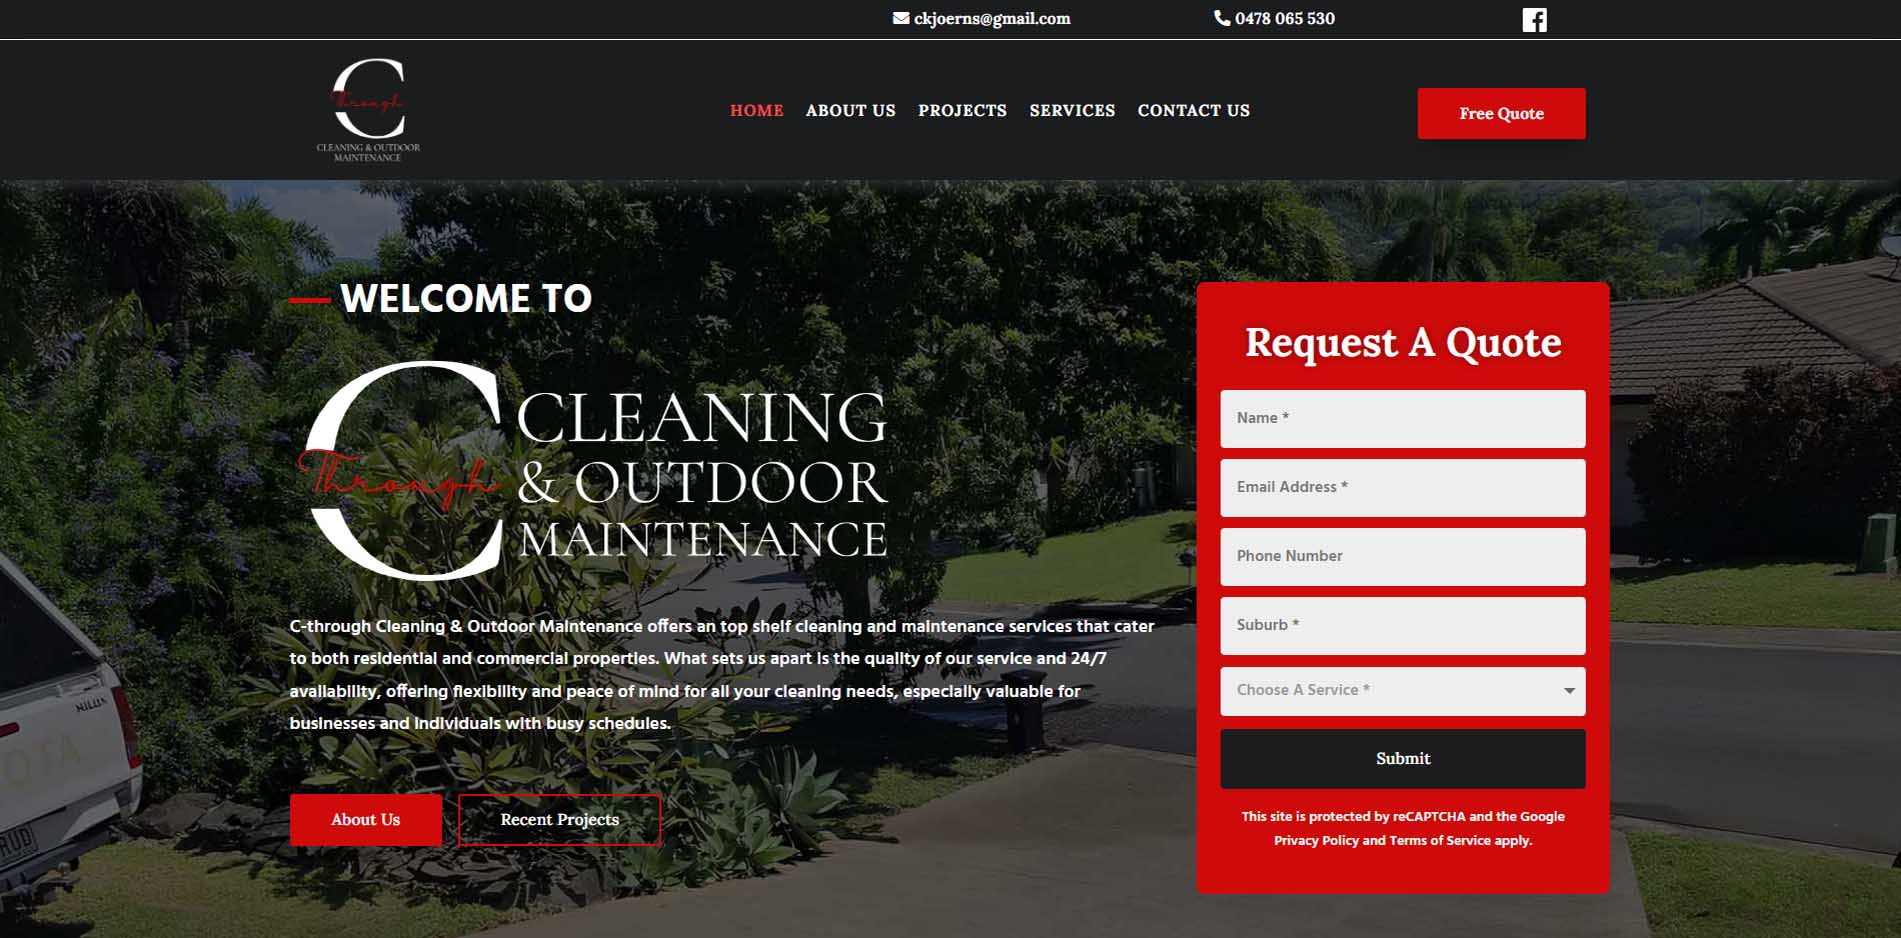 ckjoerns@gmail.com
0478 065 530
C
Through
CLEANING & OUTDOOR
MAINTENANCE
HOME ABOUT US PROJECTS SERVICES CONTACT US
Free Quote
WELCOME TO
C
Through
CLEANING
& OUTDOOR
MAINTENANCE
C-through Cleaning & Outdoor Maintenance offers an top shelf cleaning and maintenance services that cater
to both residential and commercial properties. What sets us apart is the quality of our service and 24/7
availability, offering flexibility and peace of mind for all your cleaning needs, especially valuable for
businesses and individuals with busy schedules.
About Us
Recent Projects
Request A Quote
Name *
Email Address *
Phone Number
Suburb *
Choose A Service *
Submit
This site is protected by reCAPTCHA and the Google
Privacy Policy and Terms of Service apply.
HILUX
OTA
RUD